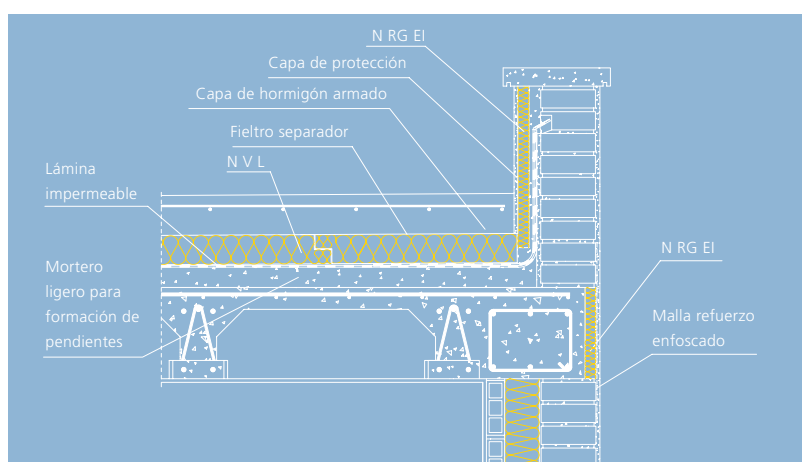 N RG EI
Capa de protección
Capa de hormigón armado
Fieltro separador
N V L
Lámina
impermeable
Mortero
ligero para
formación de
pendientes
N RG EI
Malla refuerzo
enfoscado